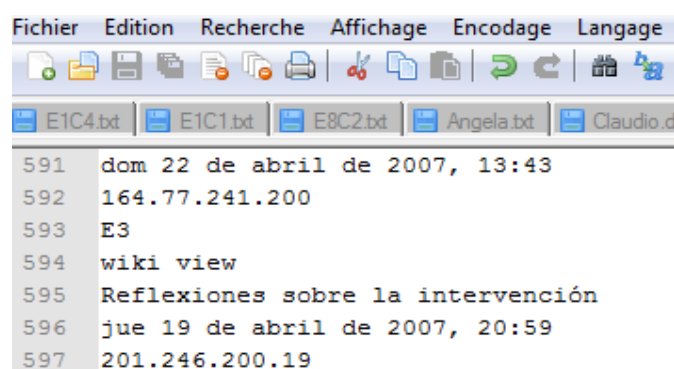 Fichier Edition Recherche Affichage Encodage Langage
E1C4.txt E1C1.txt E8C2.txt Angela.txt Claudio.d
591 dom 22 de abril de 2007, 13:43
592 164.77.241.200
593 E3
594 wiki view
595 Reflexiones sobre la intervención
596 jue 19 de abril de 2007, 20:59
597 201.246.200.19